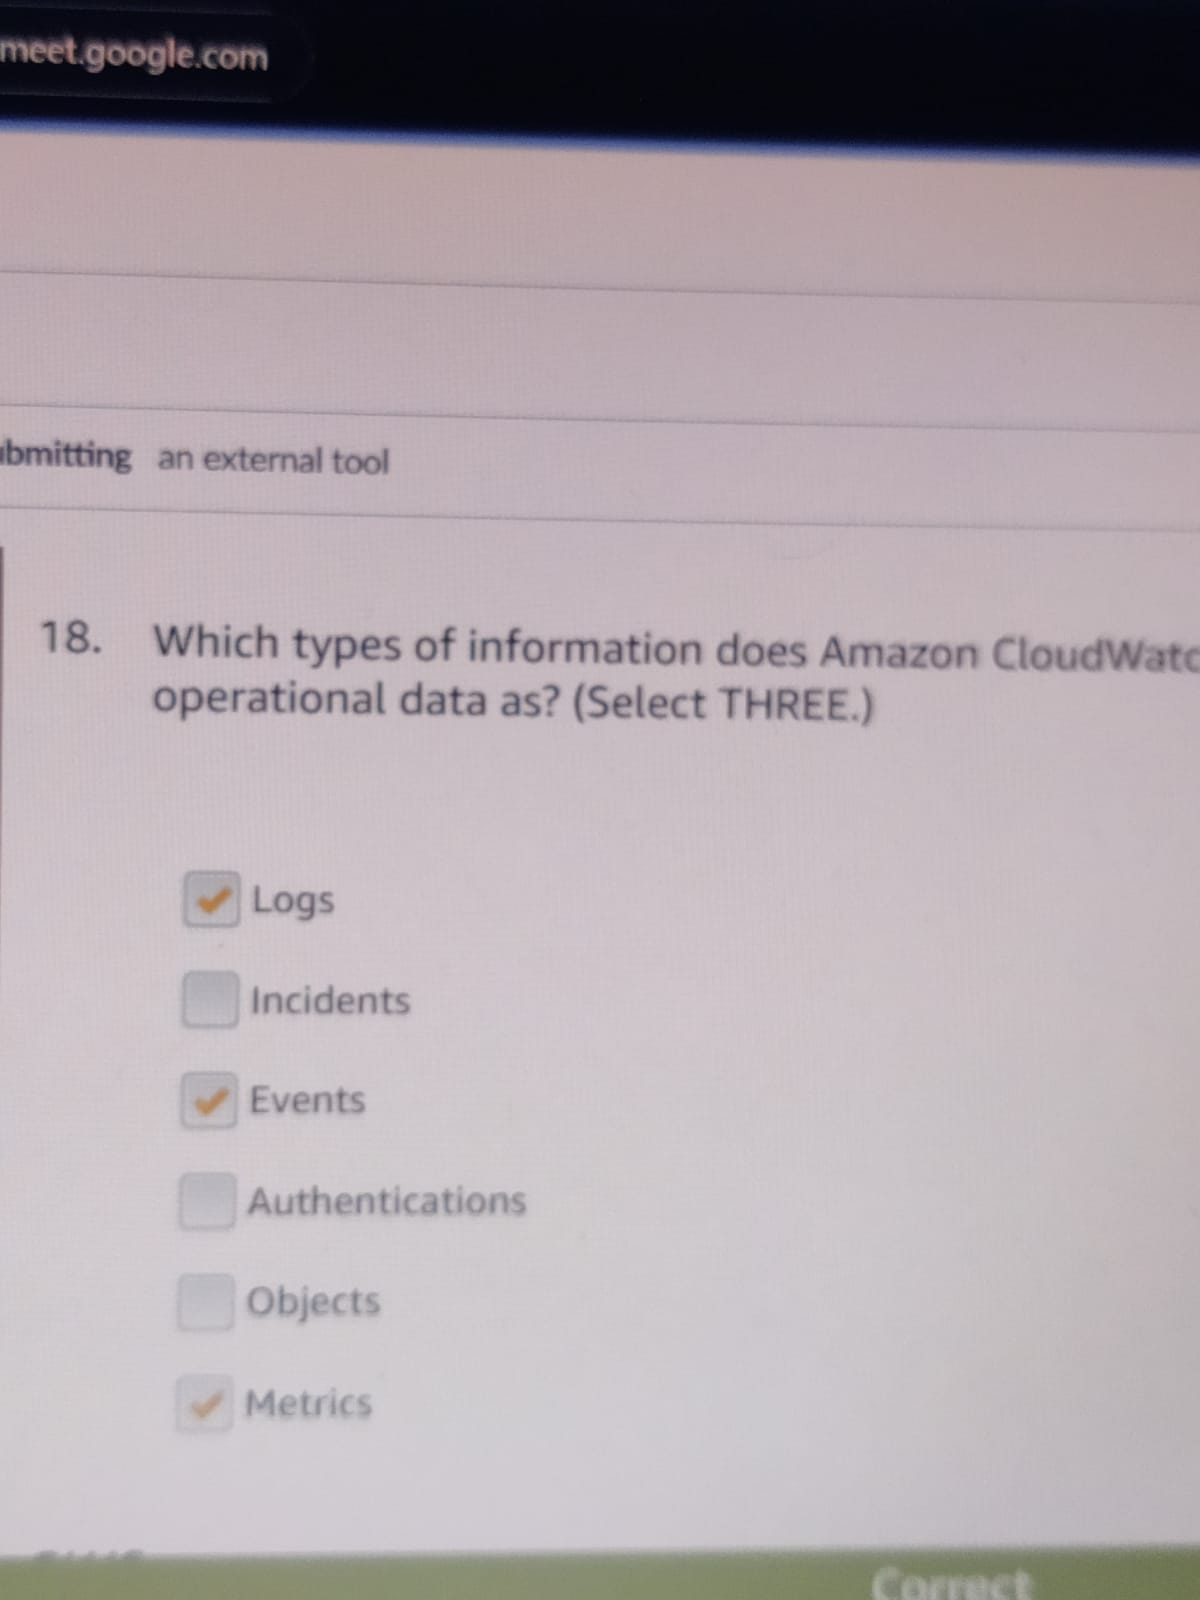 meet.google.com
submitting an external tool
18. Which types of information does Amazon CloudWatc
operational data as? (Select THREE.)
Logs
Incidents
Events
Authentications
Objects
Metrics
Correct